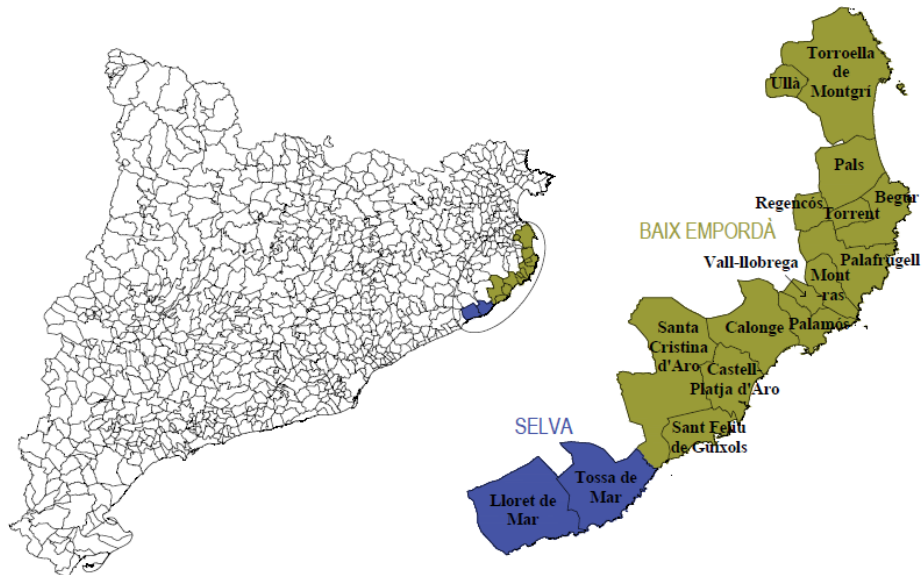 Torroella
de
Montgrí
Ullà
Pals
Begur
Regencós
Torrent
BAIX EMPORDÀ
Palafrugell
Vall-llobrega
Mont
-ras
Santa
Cristina
d'Aro
Calonge
Palamós
Castell-
Platja d'Aro
Sant Feliu
de Guíxols
SELVA
Tossa de
Mar
Lloret de
Mar